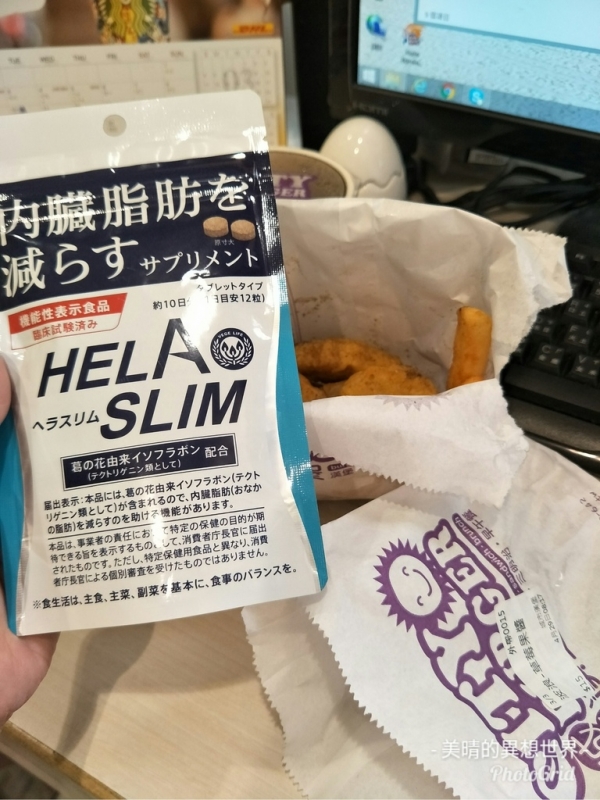 DHL
内臓脂肪を
減らす サプリメント
原寸大
機能性表示食品
臨床試験済み
タブレットタイプ
HELA
SLIM
ヘラスリム
葛の花由来イソフラボン
(テクトリゲニン類として)
配合
届出表示:本品には、葛の花由来イソフラボン(テクト
リゲニン類として)が含まれるので、内臓脂肪(おなか
の脂肪)を減らすのを助ける機能があります。
本品は、事業者の責任において特定の保健の目的が期
待できる旨を表示するものとして、消費者庁長官に届出
されたものです。ただし、特定保健用食品と異なり、消費
者庁長官による個別審査を受けたものではありません。
※食生活は、主食、主菜、副菜を基本に、食事のバランスを。
sandwich·brunch
外帶0015
$15
- 美晴的異想世界 -
PhotoGrid